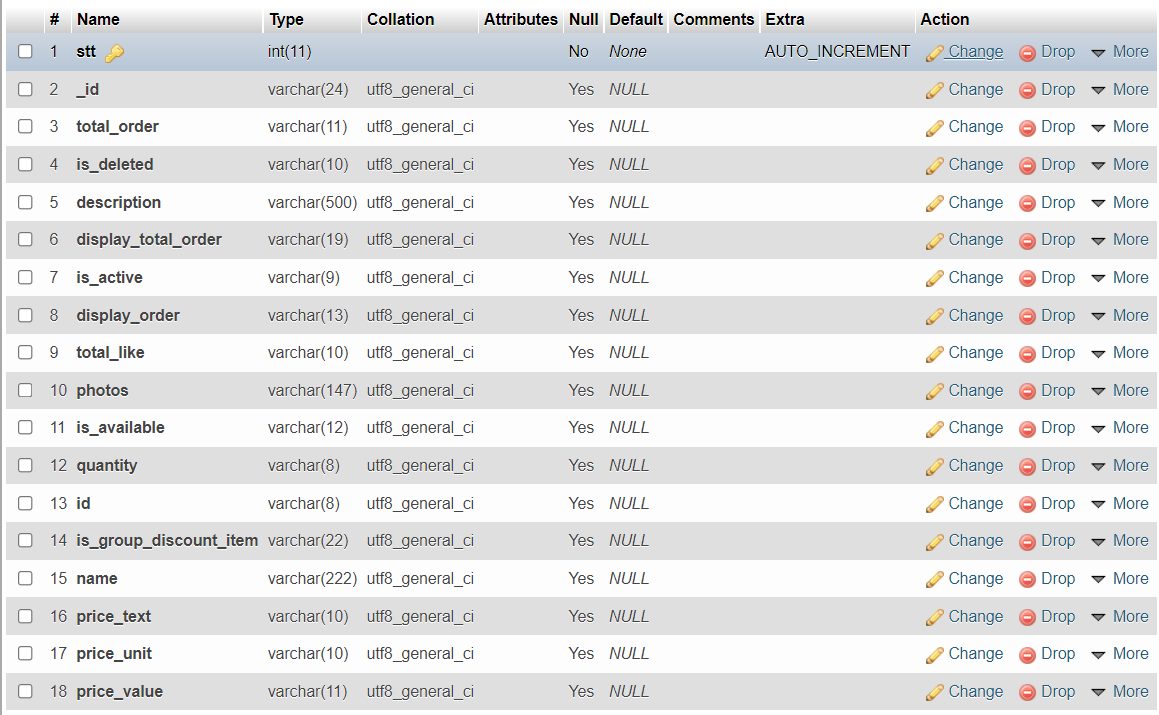 # Name Type Collation Attributes Null Default Comments Extra Action
1 stt int(11) No None AUTO_INCREMENT Change Drop More
2 _id varchar(24) utf8_general_ci Yes NULL Change Drop More
3 total_order varchar(11) utf8_general_ci Yes NULL Change Drop More
4 is_deleted varchar(10) utf8_general_ci Yes NULL Change Drop More
5 description varchar(500) utf8_general_ci Yes NULL Change Drop More
6 display_total_order varchar(19) utf8_general_ci Yes NULL Change Drop More
7 is_active varchar(9) utf8_general_ci Yes NULL Change Drop More
8 display_order varchar(13) utf8_general_ci Yes NULL Change Drop More
9 total_like varchar(10) utf8_general_ci Yes NULL Change Drop More
10 photos varchar(147) utf8_general_ci Yes NULL Change Drop More
11 is_available varchar(12) utf8_general_ci Yes NULL Change Drop More
12 quantity varchar(8) utf8_general_ci Yes NULL Change Drop More
13 id varchar(8) utf8_general_ci Yes NULL Change Drop More
14 is_group_discount_item varchar(22) utf8_general_ci Yes NULL Change Drop More
15 name varchar(222) utf8_general_ci Yes NULL Change Drop More
16 price_text varchar(10) utf8_general_ci Yes NULL Change Drop More
17 price_unit varchar(10) utf8_general_ci Yes NULL Change Drop More
18 price_value varchar(11) utf8_general_ci Yes NULL Change Drop More